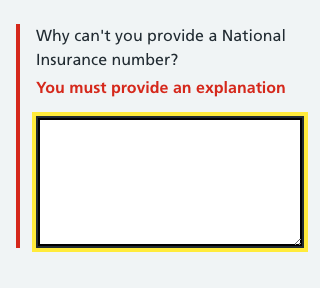 Why can't you provide a National
Insurance number?
You must provide an explanation